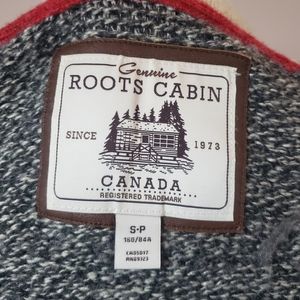 Genuine
ROOTS CABIN
SINCE 1973
CANADA
REGISTERED TRADEMARK
S-P
160/84A